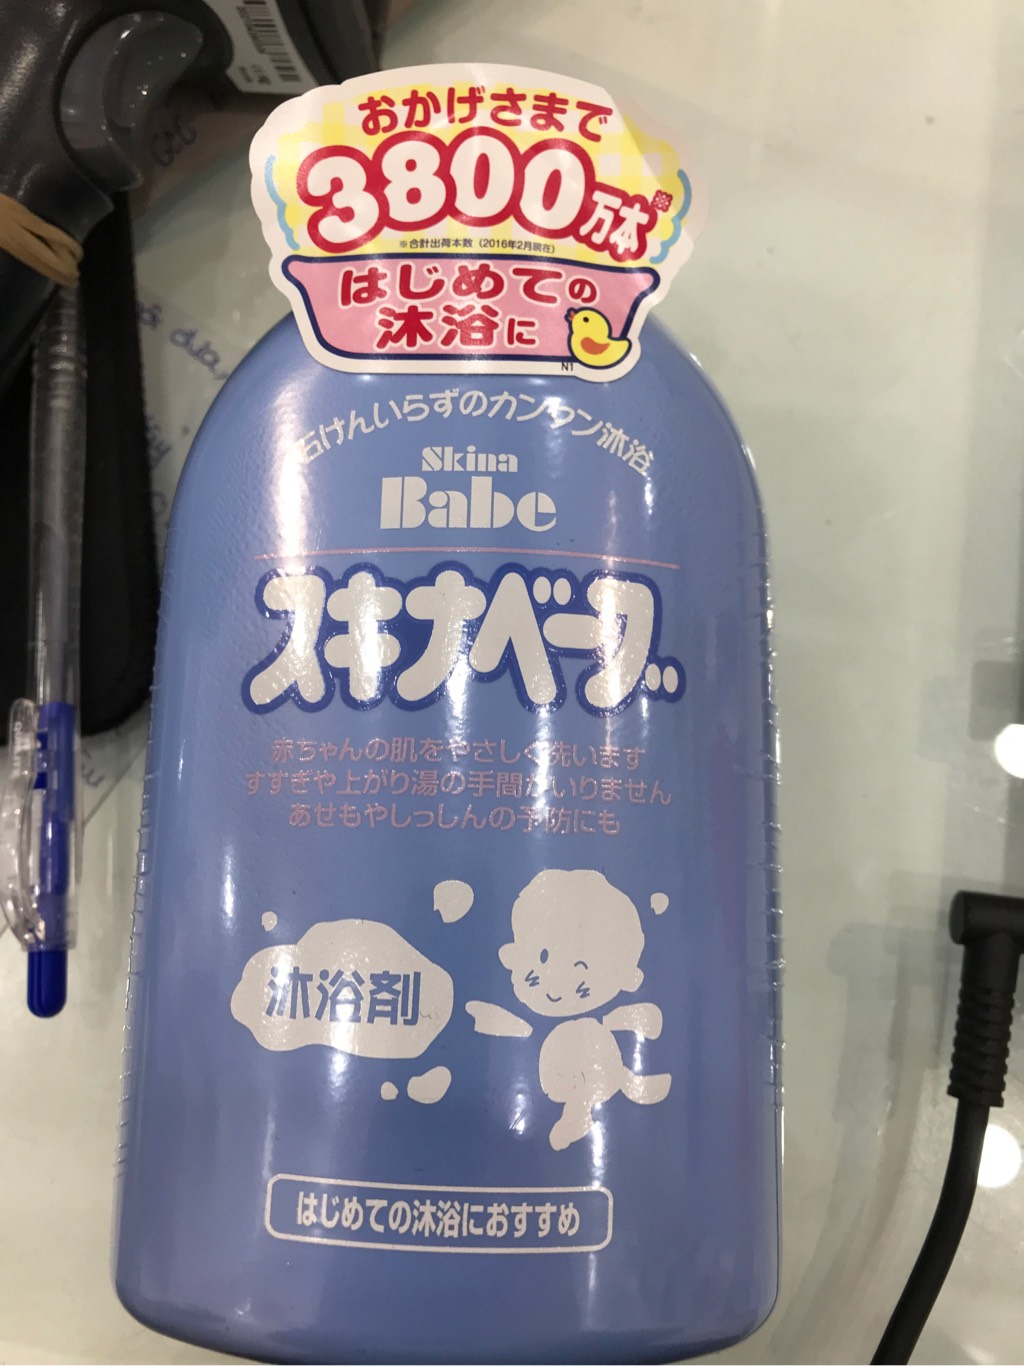 おかげさまで
3800万本※
※合計出荷本数（2016年2月現在）
はじめての
沐浴に
N1
石けんいらずのカンタン沐浴
Skina
Babe
スキナベーブ
赤ちゃんの肌をやさしく洗います
すすぎや上がり湯の手間がいりません
あせもやしっしんの予防にも
沐浴剤
はじめての沐浴におすすめ